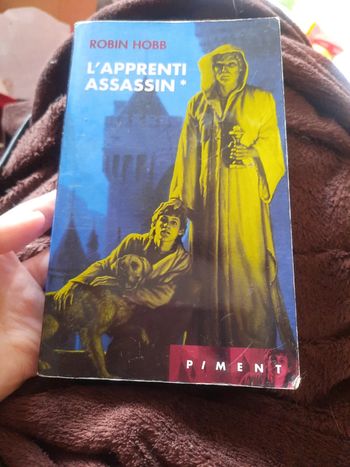 ROBIN HOBB
L'APPRENTI
ASSASSIN *
PIMENT